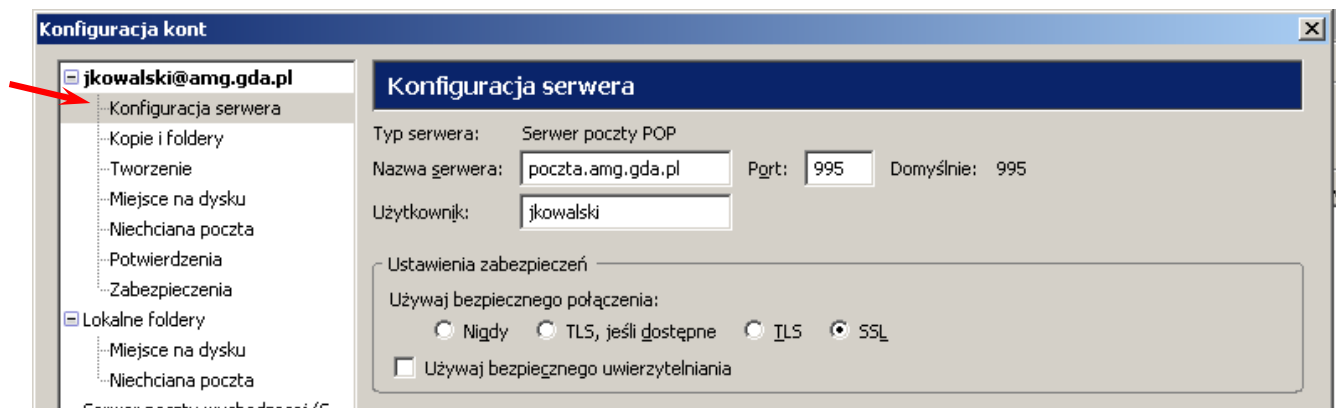 Konfiguracja kont
jkowalski@amg.gda.pl
Konfiguracja serwera
Kopie i foldery
Tworzenie
Miejsce na dysku
Niechciana poczta
Potwierdzenia
Zabezpieczenia
Lokalne foldery
Miejsce na dysku
Niechciana poczta
Konfiguracja serwera
Typ serwera: Serwer poczty POP
Nazwa serwera: poczta.amg.gda.pl Port: 995 Domyślnie: 995
Użytkownik: jkowalski
Ustawienia zabezpieczeń
Używaj bezpiecznego połączenia:
Nigdy TLS, jeśli dostępne TLS SSL
Używaj bezpiecznego uwierzytelniania